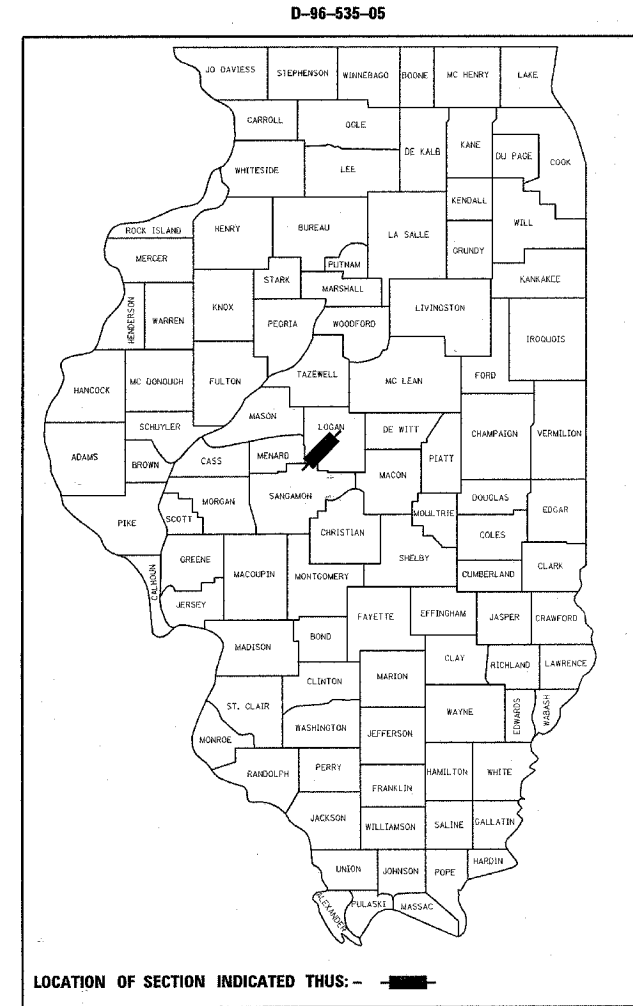 D-96-535-05
JO DAVIESS STEPHENSON WINNEBAGO BOONE MC HENRY LAKE
CARROLL OGLE
DE KALB KANE DU PAGE COOK
WHITESIDE LEE
KENDALL
ROCK ISLAND HENRY BUREAU LA SALLE WILL
MERCER PUTNAM GRUNDY
STARK MARSHALL KANKAKEE
HENDERSON WARREN KNOX PEORIA WOODFORD LIVINGSTON
IROQUOIS
HANCOCK MC DONOUGH FULTON TAZEWELL MC LEAN FORD
MASON
SCHUYLER LOGAN DE WITT CHAMPAIGN VERMILION
ADAMS BROWN CASS MENARD PIATT
MACON
SANGAMON
MORGAN DOUGLAS
PIKE SCOTT MOULTRIE EDGAR
CHRISTIAN COLES
GREENE SHELBY
CALHOUN MACOUPIN MONTGOMERY CUMBERLAND CLARK
JERSEY
FAYETTE EFFINGHAM JASPER CRAWFORD
BOND
MADISON
CLAY RICHLAND LAWRENCE
CLINTON MARION
ST. CLAIR WAYNE EDWARDS WABASH
WASHINGTON JEFFERSON
MONROE
RANDOLPH PERRY HAMILTON WHITE
FRANKLIN
JACKSON
WILLIAMSON SALINE GALLATIN
UNION JOHNSON POPE HARDIN
ALEXANDER PULASKI MASSAC
LOCATION OF SECTION INDICATED THUS: -